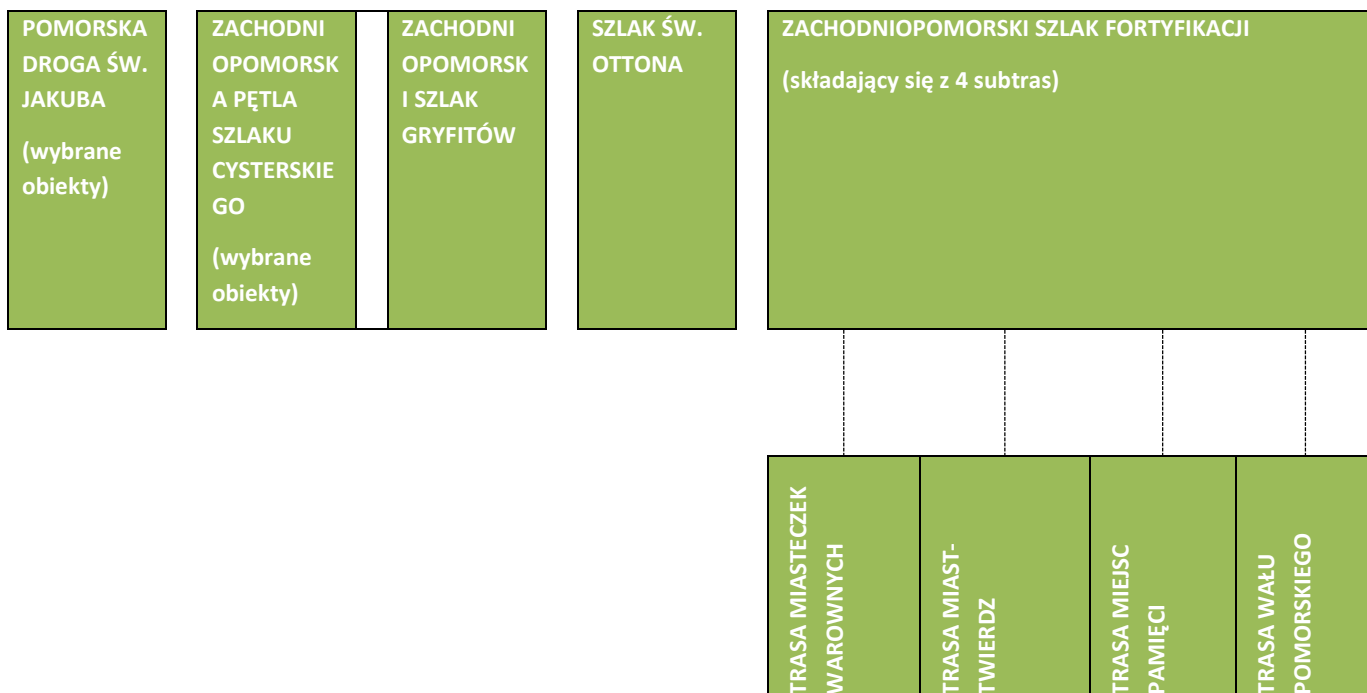 POMORSKA
DROGA ŚW.
JAKUBA
(wybrane
obiekty)
ZACHODNI
OPOMORSK
A PĘTLA
SZLAKU
CYSTERSKIE
GO
(wybrane
obiekty)
ZACHODNI
OPOMORSK
I SZLAK
GRYFITÓW
SZLAK ŚW.
OTTONA
ZACHODNIOPOMORSKI SZLAK FORTYFIKACJI
(składający się z 4 subtras)
TRASA MIASTECZEK
WAROWNYCH
TRASA MIAST-
TWIERDZ
TRASA MIEJSC
PAMIĘCI
TRASA WAŁU
POMORSKIEGO